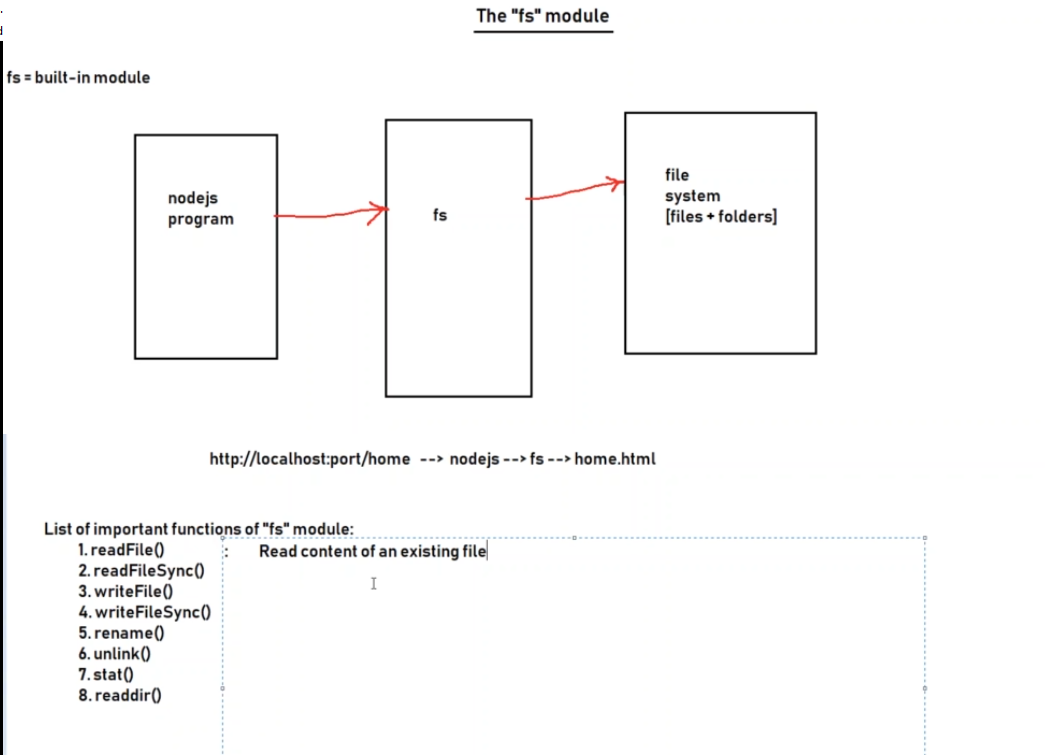 The "fs" module
fs = built-in module
nodejs
program
fs
file
system
[files + folders]
http://localhost:port/home --> nodejs --> fs --> home.html
List of important functions of "fs" module:
1. readFile() : Read content of an existing file
2. readFileSync()
3. writeFile()
4. writeFileSync()
5. rename()
6. unlink()
7. stat()
8. readdir()